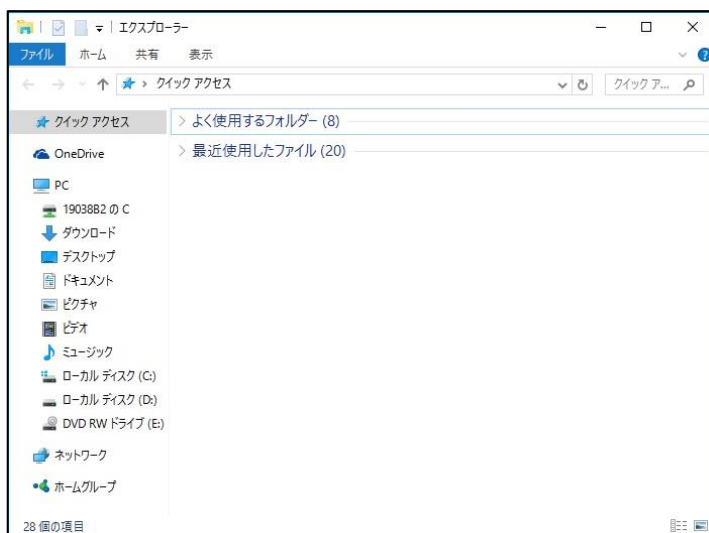 エクスプローラー
ファイル ホーム 共有 表示
クイック アクセス クイック ア...
クイック アクセス
OneDrive
PC
19038B2 の C
ダウンロード
デスクトップ
ドキュメント
ピクチャ
ビデオ
ミュージック
ローカル ディスク (C:)
ローカル ディスク (D:)
DVD RW ドライブ (E:)
ネットワーク
ホームグループ
よく使用するフォルダー (8)
最近使用したファイル (20)
28 個の項目